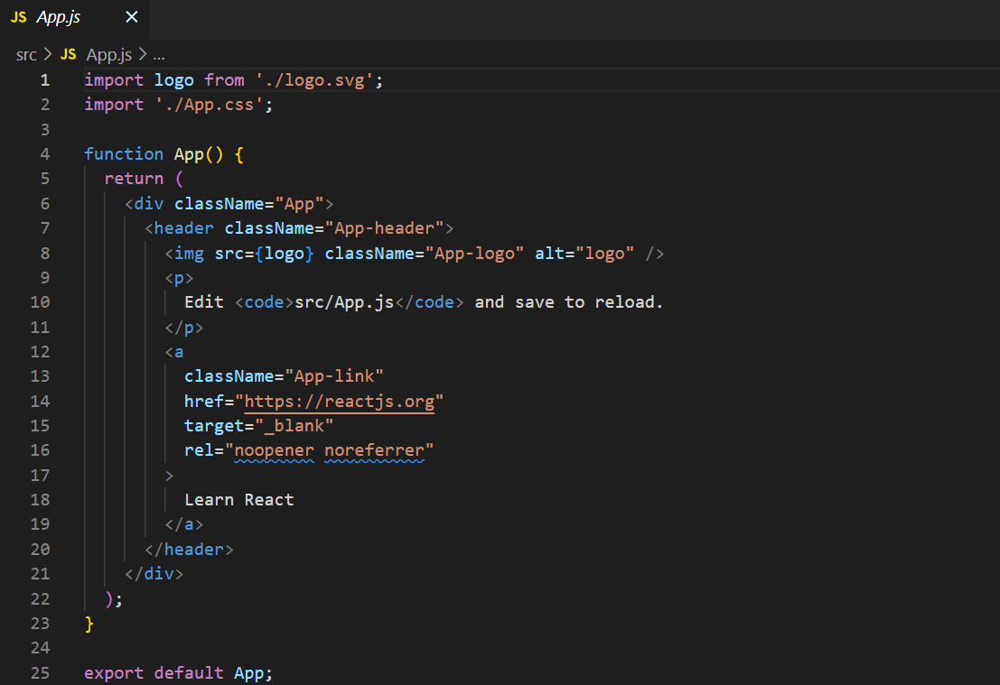 JS App.js ×
src > JS App.js > ...
1 import logo from './logo.svg';
2 import './App.css';
3
4 function App() {
5   return (
6     <div className="App">
7       <header className="App-header">
8         <img src={logo} className="App-logo" alt="logo" />
9         <p>
10           Edit <code>src/App.js</code> and save to reload.
11         </p>
12         <a
13           className="App-link"
14           href="https://reactjs.org"
15           target="_blank"
16           rel="noopener noreferrer"
17         >
18           Learn React
19         </a>
20       </header>
21     </div>
22   );
23 }
24
25 export default App;